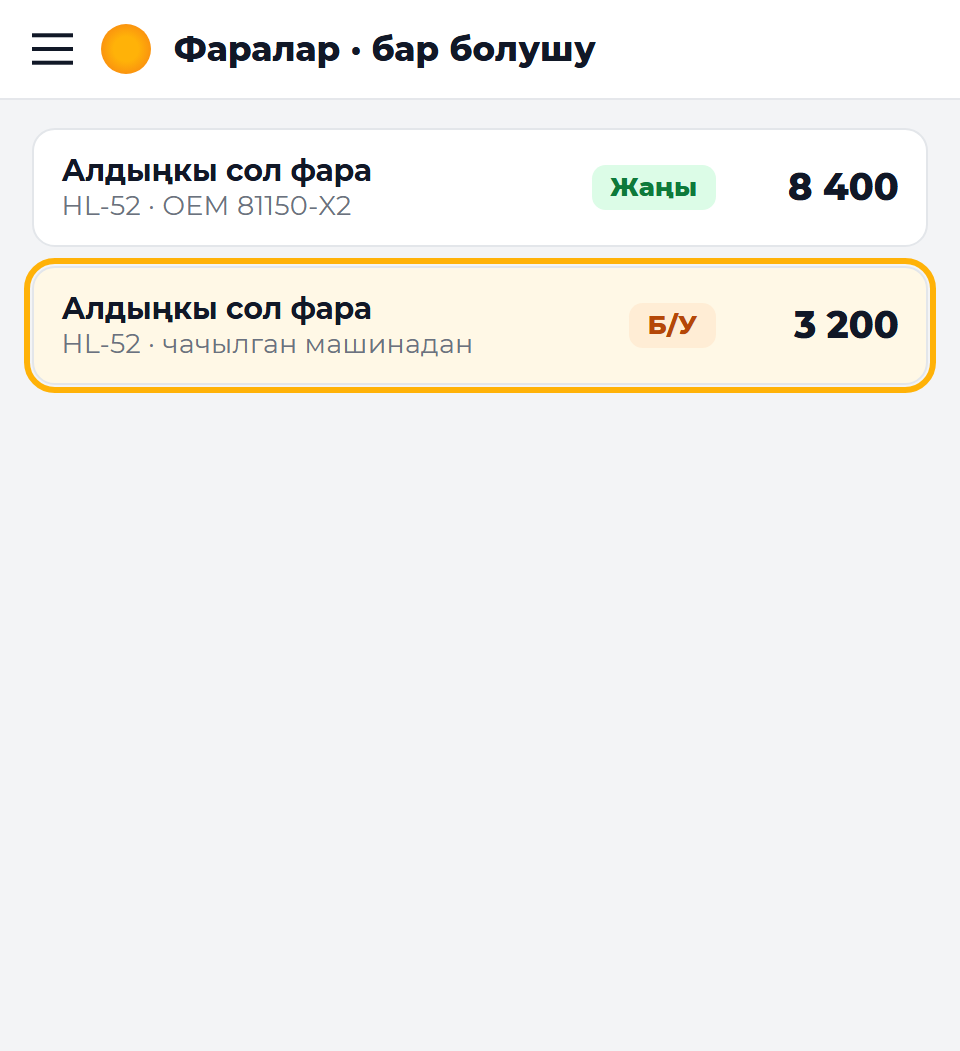 Фаралар · бар болушу
Алдыңкы сол фара
HL-52 · OEM 81150-X2
Жаңы
8 400
Алдыңкы сол фара
HL-52 · чачылган машинадан
Б/У
3 200